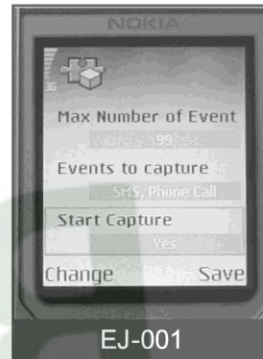 NOKIA
3G
Max Number of Event
99
Events to capture
SMS, Phone Call
Start Capture
Yes
Change Save
EJ-001